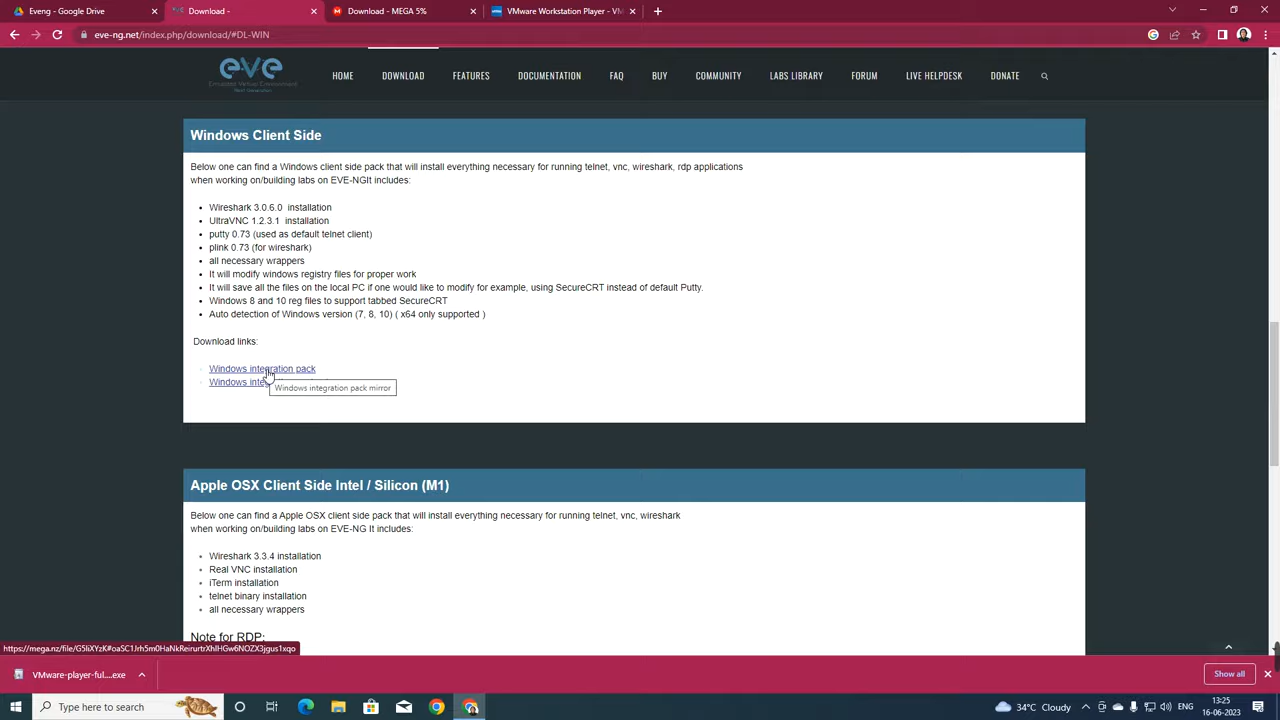 Eveng - Google Drive
Download -
Download - MEGA 5%
VMware Workstation Player - VM
eve-ng.net/index.php/download/#DL-WIN
eve
Emulated Virtual Environment
Next Generation
HOME
DOWNLOAD
FEATURES
DOCUMENTATION
FAQ
BUY
COMMUNITY
LABS LIBRARY
FORUM
LIVE HELPDESK
DONATE
Windows Client Side
Below one can find a Windows client side pack that will install everything necessary for running telnet, vnc, wireshark, rdp applications
when working on/building labs on EVE-NGIt includes:
Wireshark 3.0.6.0 installation
UltraVNC 1.2.3.1 installation
putty 0.73 (used as default telnet client)
plink 0.73 (for wireshark)
all necessary wrappers
It will modify windows registry files for proper work
It will save all the files on the local PC if one would like to modify for example, using SecureCRT instead of default Putty.
Windows 8 and 10 reg files to support tabbed SecureCRT
Auto detection of Windows version (7, 8, 10) ( x64 only supported )
Download links:
Windows integration pack
Windows integ
Windows integration pack mirror
Apple OSX Client Side Intel / Silicon (M1)
Below one can find a Apple OSX client side pack that will install everything necessary for running telnet, vnc, wireshark
when working on/building labs on EVE-NG It includes:
Wireshark 3.3.4 installation
Real VNC installation
iTerm installation
telnet binary installation
all necessary wrappers
Note for RDP:
VMware-player-ful....exe
Show all
Type here to search
34°C Cloudy
ENG
13:25
16-06-2023